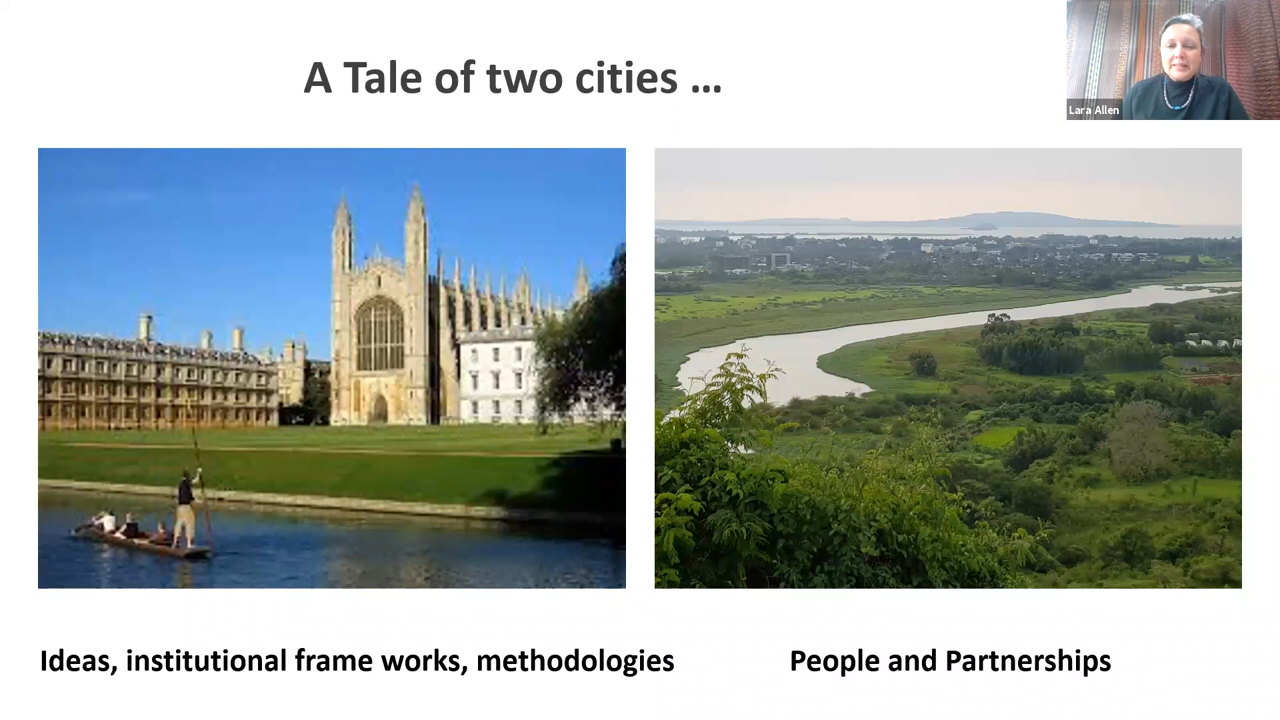 A Tale of two cities ...
Lara Allen
Ideas, institutional frame works, methodologies
People and Partnerships